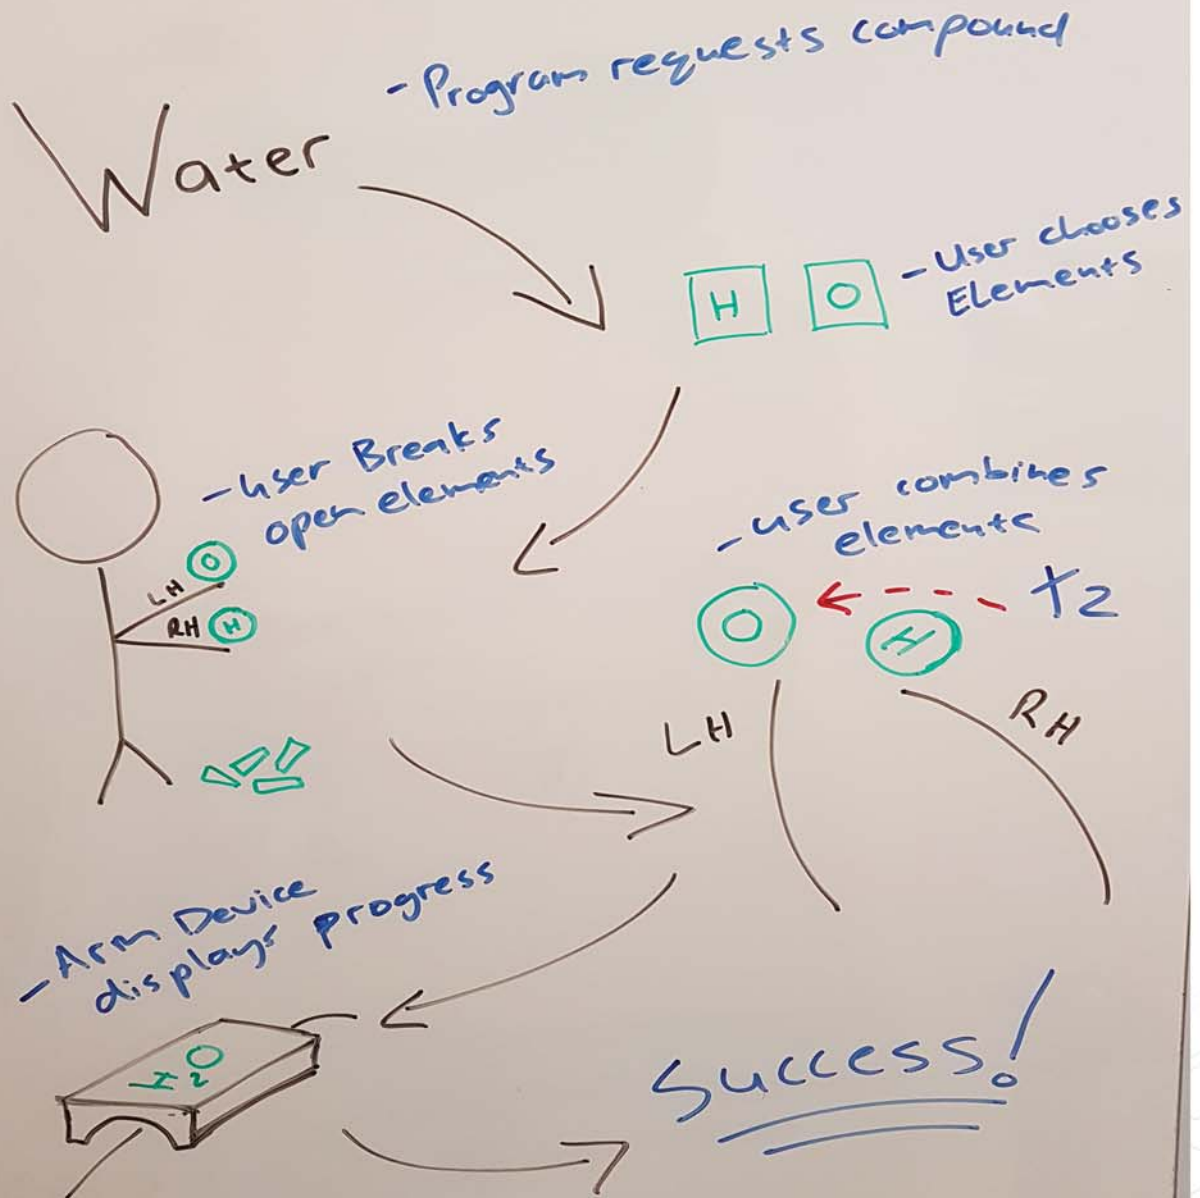 - Program requests compound
Water
H O
- User chooses
Elements
- User Breaks
open elements
O
LH
RH H
- user combines
elements
O H x2
LH RH
- Arm Device
displays progress
H2O
Success!